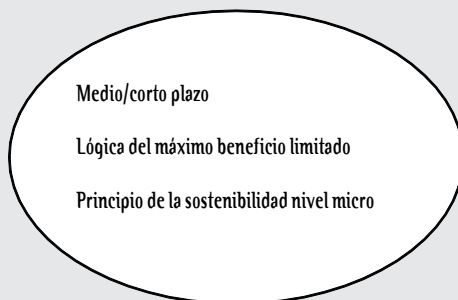 Medio/corto plazo
Lógica del máximo beneficio limitado
Principio de la sostenibilidad nivel micro